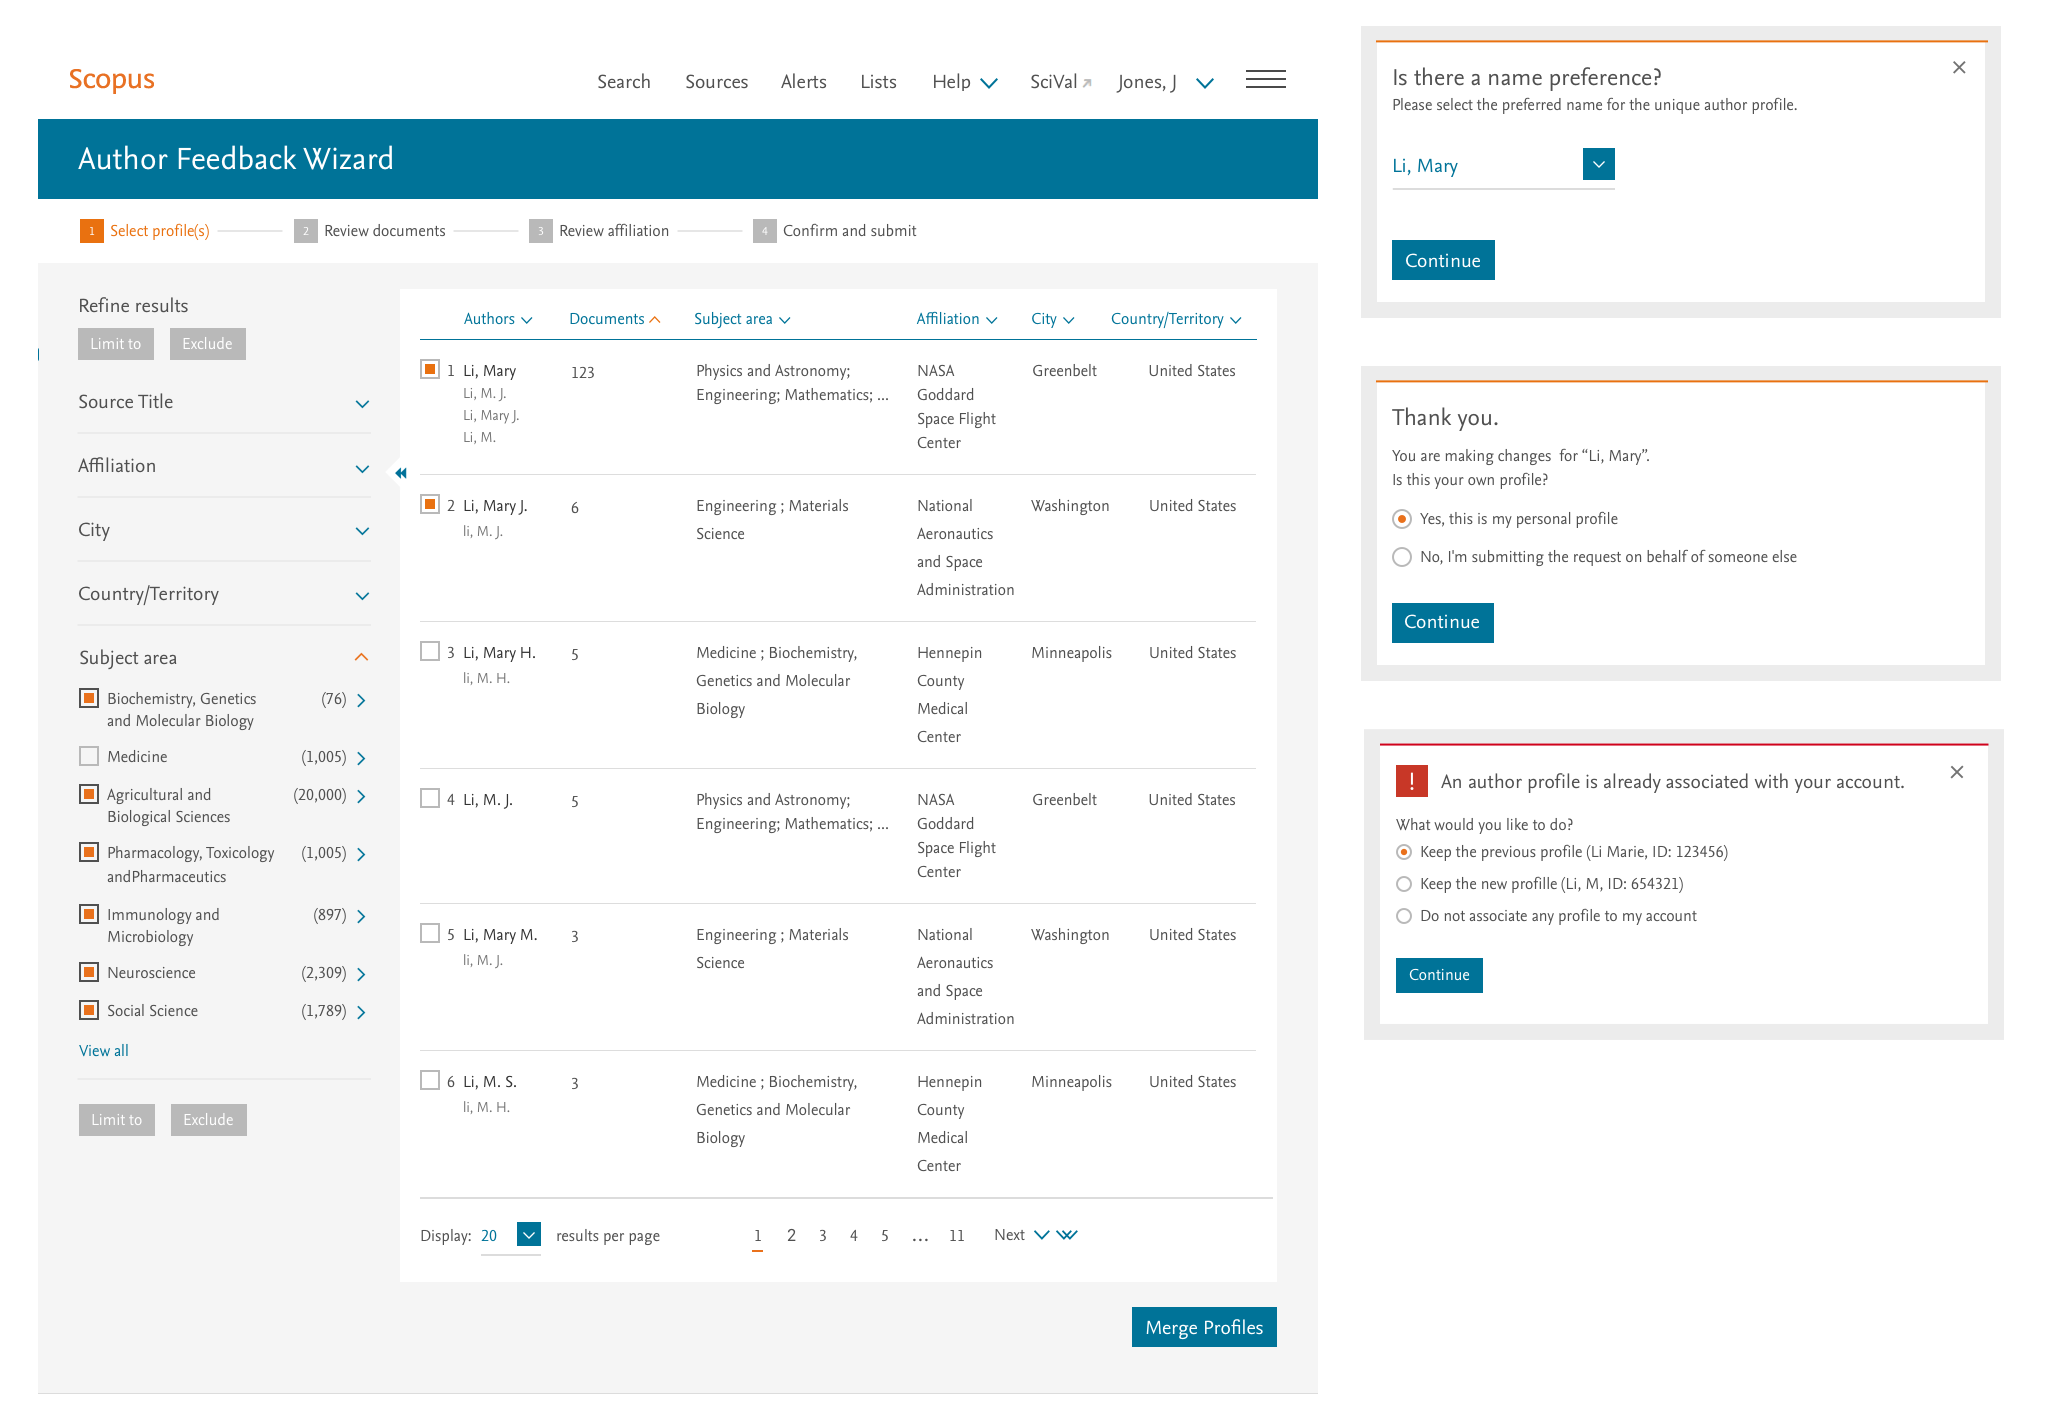 Scopus
Search Sources Alerts Lists Help SciVal Jones, J
Author Feedback Wizard
1 Select profile(s) 2 Review documents 3 Review affiliation 4 Confirm and submit
Refine results
Limit to Exclude
Source Title
Affiliation
City
Country/Territory
Subject area
Biochemistry, Genetics (76)
and Molecular Biology
Medicine (1,005)
Agricultural and (20,000)
Biological Sciences
Pharmacology, Toxicology (1,005)
andPharmaceutics
Immunology and (897)
Microbiology
Neuroscience (2,309)
Social Science (1,789)
View all
Limit to Exclude
Authors Documents Subject area Affiliation City Country/Territory
1 Li, Mary 123 Physics and Astronomy; NASA Greenbelt United States
Li, M. J. Engineering; Mathematics; ... Goddard
Li, Mary J. Space Flight
Li, M. Center
2 Li, Mary J. 6 Engineering ; Materials National Washington United States
li, M. J. Science Aeronautics
and Space
Administration
3 Li, Mary H. 5 Medicine ; Biochemistry, Hennepin Minneapolis United States
li, M. H. Genetics and Molecular County
Biology Medical
Center
4 Li, M. J. 5 Physics and Astronomy; NASA Greenbelt United States
Engineering; Mathematics; ... Goddard
Space Flight
Center
5 Li, Mary M. 3 Engineering ; Materials National Washington United States
li, M. J. Science Aeronautics
and Space
Administration
6 Li, M. S. 3 Medicine ; Biochemistry, Hennepin Minneapolis United States
li, M. H. Genetics and Molecular County
Biology Medical
Center
Display: 20 results per page 1 2 3 4 5 ... 11 Next
Merge Profiles
Is there a name preference?
Please select the preferred name for the unique author profile.
Li, Mary
Continue
Thank you.
You are making changes for “Li, Mary”.
Is this your own profile?
Yes, this is my personal profile
No, I'm submitting the request on behalf of someone else
Continue
! An author profile is already associated with your account.
What would you like to do?
Keep the previous profile (Li Marie, ID: 123456)
Keep the new profille (Li, M, ID: 654321)
Do not associate any profile to my account
Continue